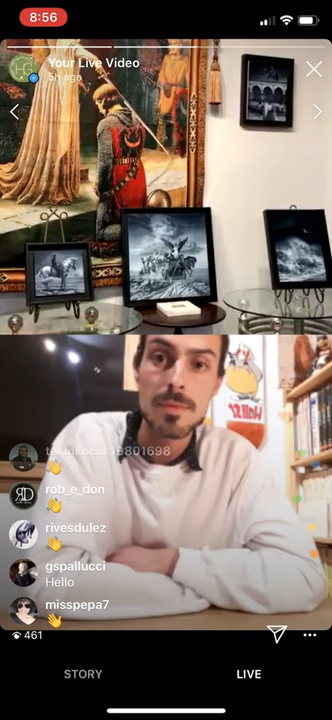 8:56
Your Live Video
5h ago
rob_e_don
👋
rivesdulez
👋
gspallucci
Hello
misspepa7
👋
461
STORY
LIVE